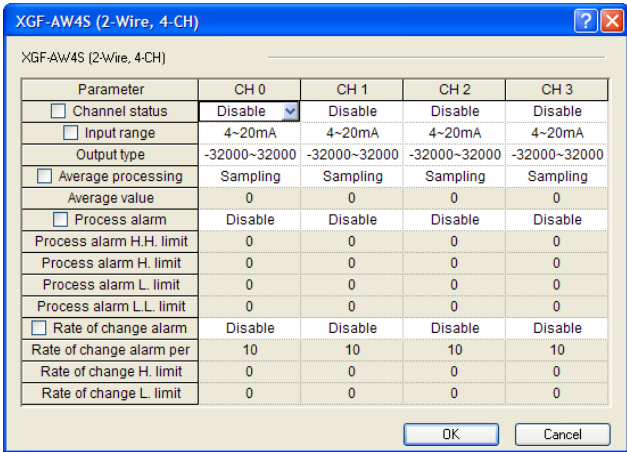 XGF-AW4S (2-Wire, 4-CH)
XGF-AW4S (2-Wire, 4-CH)
Parameter CH 0 CH 1 CH 2 CH 3
Channel status Disable Disable Disable Disable
Input range 4~20mA 4~20mA 4~20mA 4~20mA
Output type -32000~32000 -32000~32000 -32000~32000 -32000~32000
Average processing Sampling Sampling Sampling Sampling
Average value 0 0 0 0
Process alarm Disable Disable Disable Disable
Process alarm H.H. limit 0 0 0 0
Process alarm H. limit 0 0 0 0
Process alarm L. limit 0 0 0 0
Process alarm L.L. limit 0 0 0 0
Rate of change alarm Disable Disable Disable Disable
Rate of change alarm per 10 10 10 10
Rate of change H. limit 0 0 0 0
Rate of change L. limit 0 0 0 0
OK Cancel